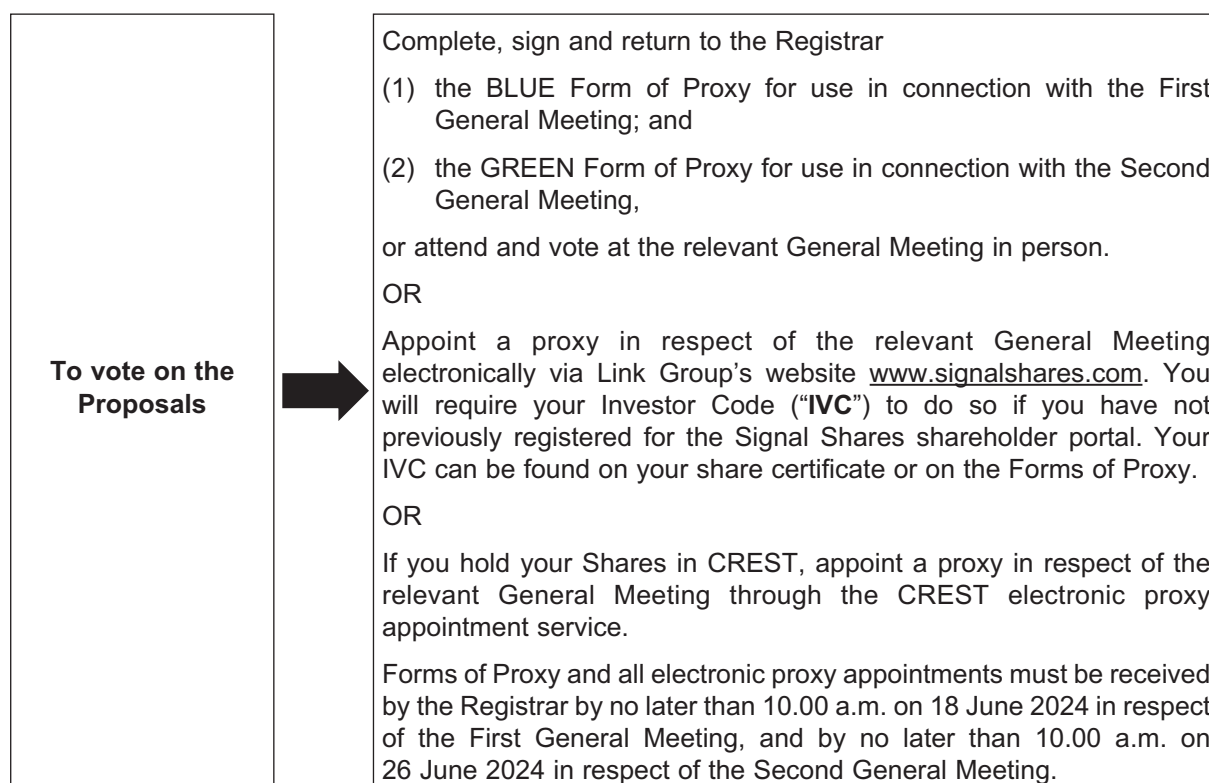 To vote on the
Proposals
Complete, sign and return to the Registrar
(1) the BLUE Form of Proxy for use in connection with the First
General Meeting; and
(2) the GREEN Form of Proxy for use in connection with the Second
General Meeting,
or attend and vote at the relevant General Meeting in person.
OR
Appoint a proxy in respect of the relevant General Meeting
electronically via Link Group’s website www.signalshares.com. You
will require your Investor Code (“IVC”) to do so if you have not
previously registered for the Signal Shares shareholder portal. Your
IVC can be found on your share certificate or on the Forms of Proxy.
OR
If you hold your Shares in CREST, appoint a proxy in respect of the
relevant General Meeting through the CREST electronic proxy
appointment service.
Forms of Proxy and all electronic proxy appointments must be received
by the Registrar by no later than 10.00 a.m. on 18 June 2024 in respect
of the First General Meeting, and by no later than 10.00 a.m. on
26 June 2024 in respect of the Second General Meeting.